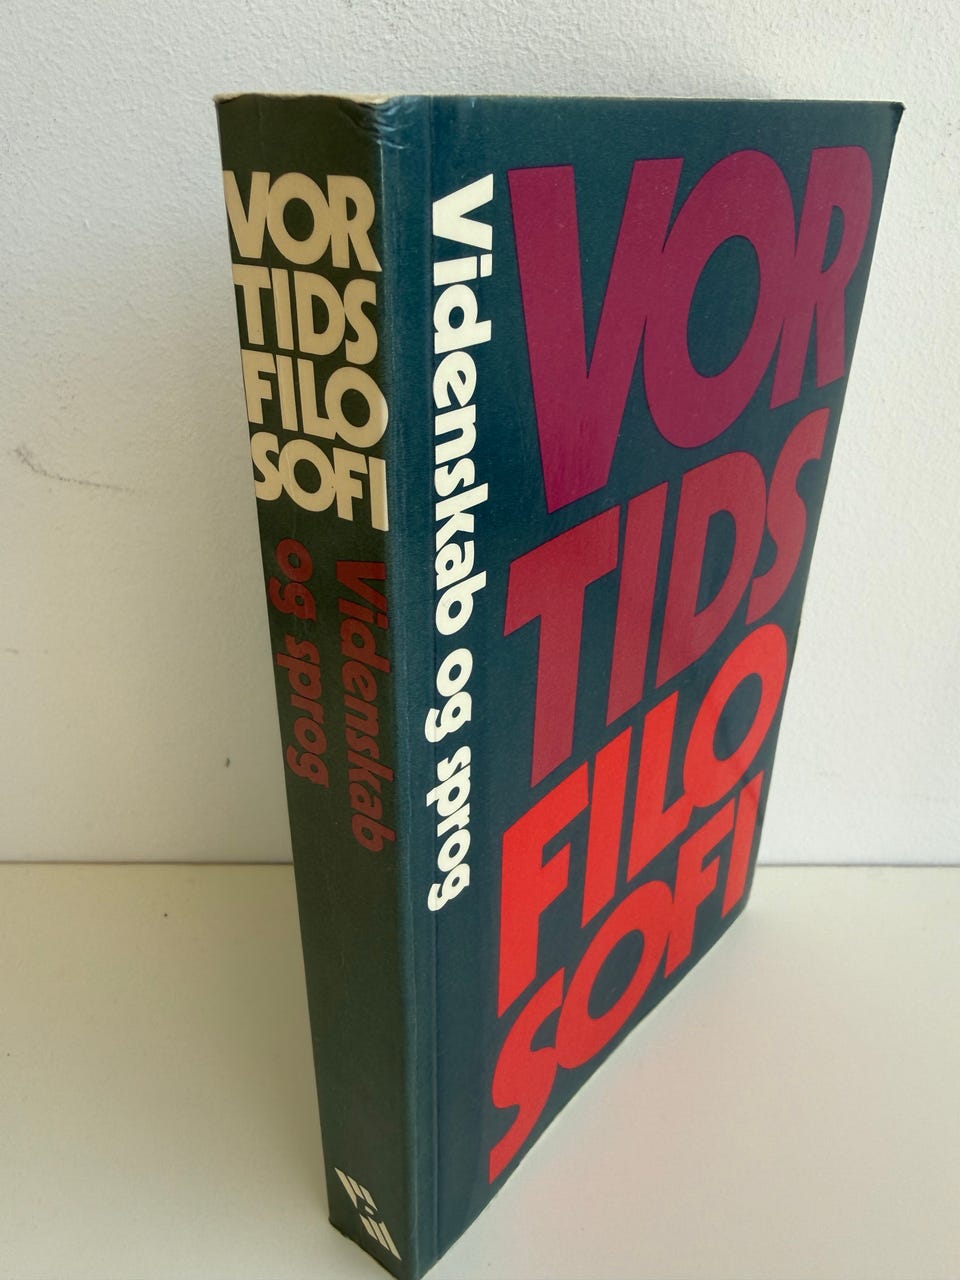 VOR
TIDS
FILO
SOFI
Videnskab
og sprog
Videnskab og sprog
VOR
TIDS
FILO
SOFI